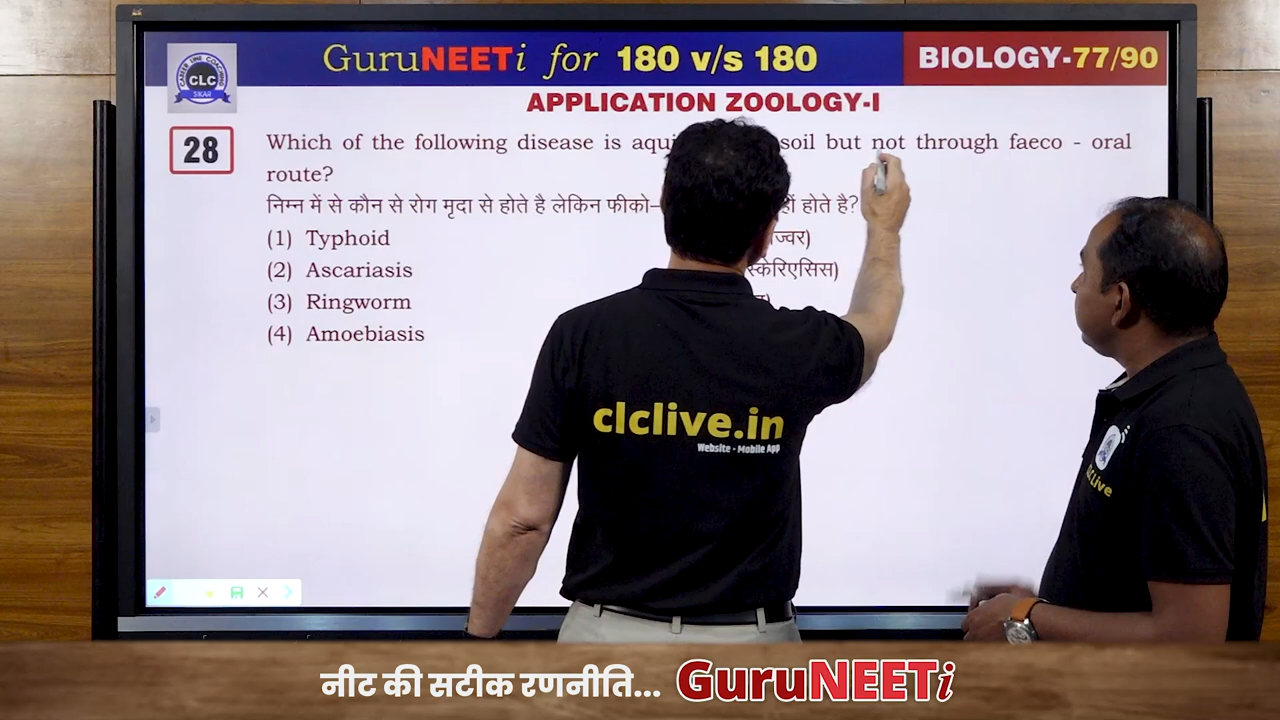 CLC
SIKAR
GuruNEETi for 180 v/s 180
BIOLOGY-77/90
APPLICATION ZOOLOGY-I
28
Which of the following disease is soil but not through faeco - oral
route?
निम्न में से कौन से रोग मृदा से होते है लेकिन फीको– होते है?
(1) Typhoid
(2) Ascariasis
(3) Ringworm
(4) Amoebiasis
clclive.in
Website - Mobile App
नीट की सटीक रणनीति... GuruNEETi